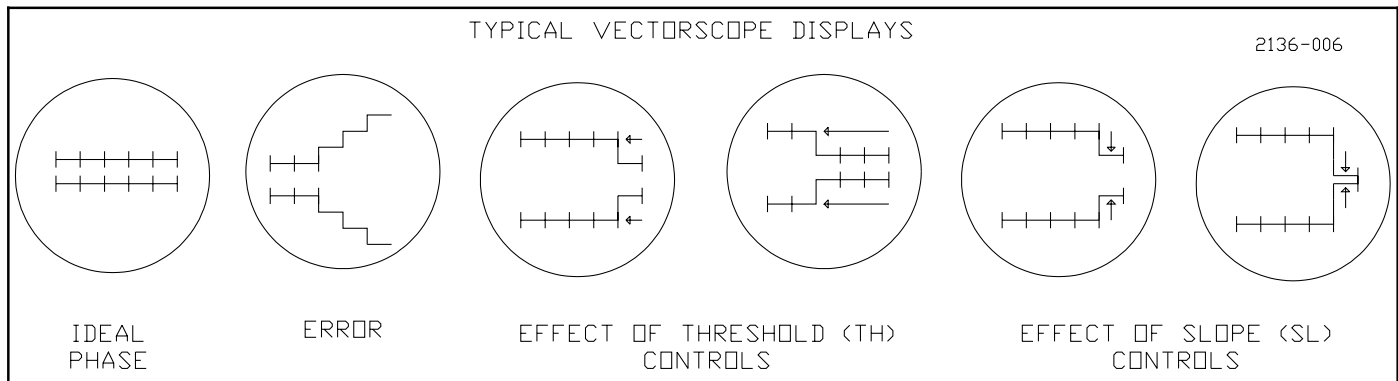 TYPICAL VECTORSCOPE DISPLAYS
2136-006
IDEAL
PHASE
ERROR
EFFECT OF THRESHOLD (TH)
CONTROLS
EFFECT OF SLOPE (SL)
CONTROLS